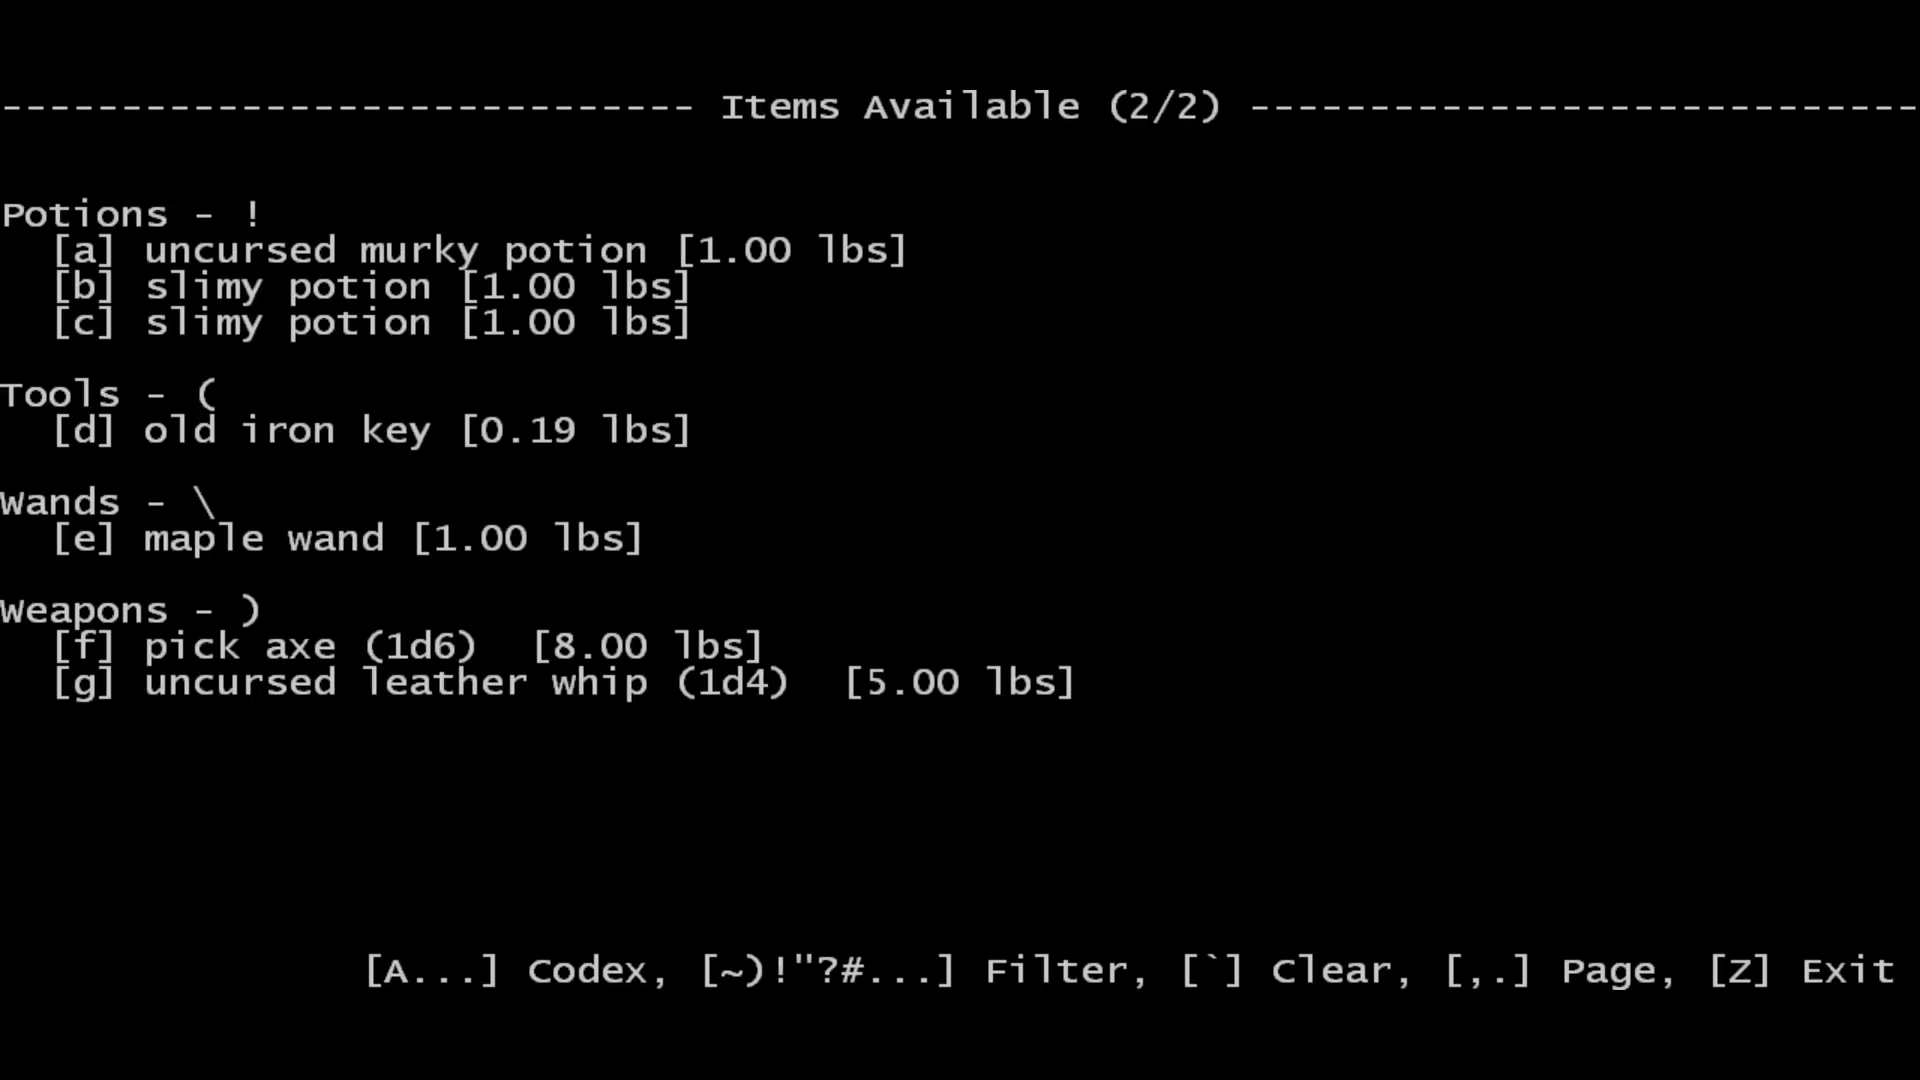 ----------------------------- Items Available (2/2) ----------------------------
Potions - !
[a] uncursed murky potion [1.00 lbs]
[b] slimy potion [1.00 lbs]
[c] slimy potion [1.00 lbs]
Tools - (
[d] old iron key [0.19 lbs]
Wands - \
[e] maple wand [1.00 lbs]
Weapons - )
[f] pick axe (1d6)  [8.00 lbs]
[g] uncursed leather whip (1d4)  [5.00 lbs]
[A...] Codex, [~)!"?#...] Filter, [`] Clear, [,.] Page, [Z] Exit